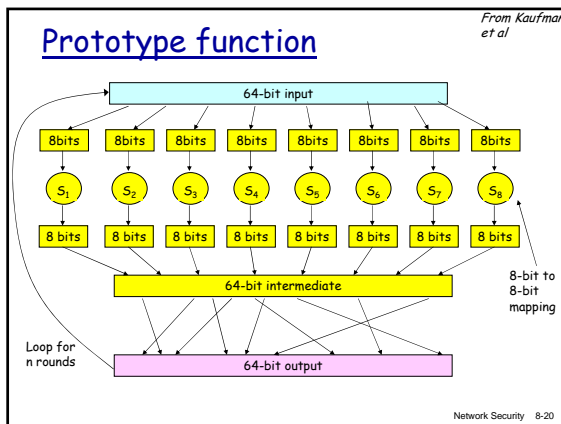 From Kaufman
et al
Prototype function
64-bit input
8bits 8bits 8bits 8bits 8bits 8bits 8bits 8bits
S1 S2 S3 S4 S5 S6 S7 S8
8 bits 8 bits 8 bits 8 bits 8 bits 8 bits 8 bits 8 bits
8-bit to
8-bit
mapping
64-bit intermediate
Loop for
n rounds
64-bit output
Network Security 8-20